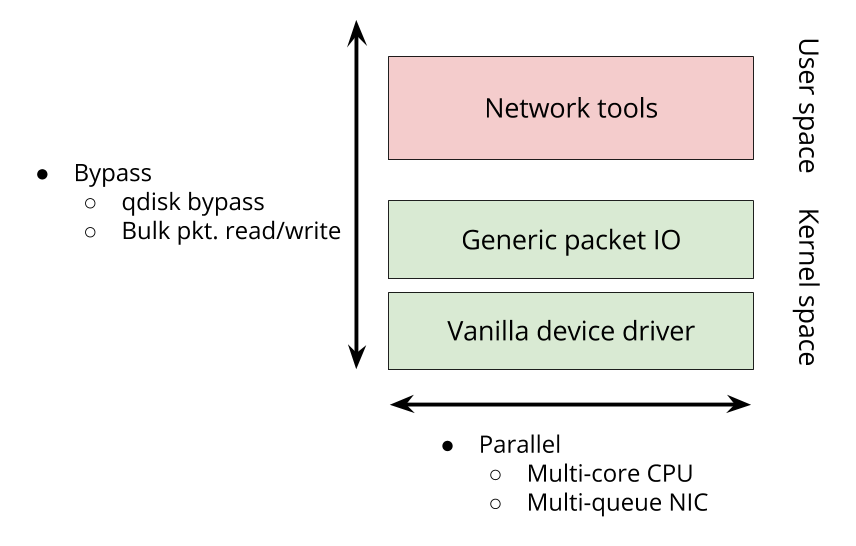 Network tools
User space
● Bypass
○ qdisk bypass
○ Bulk pkt. read/write
Generic packet IO
Vanilla device driver
Kernel space
● Parallel
○ Multi-core CPU
○ Multi-queue NIC